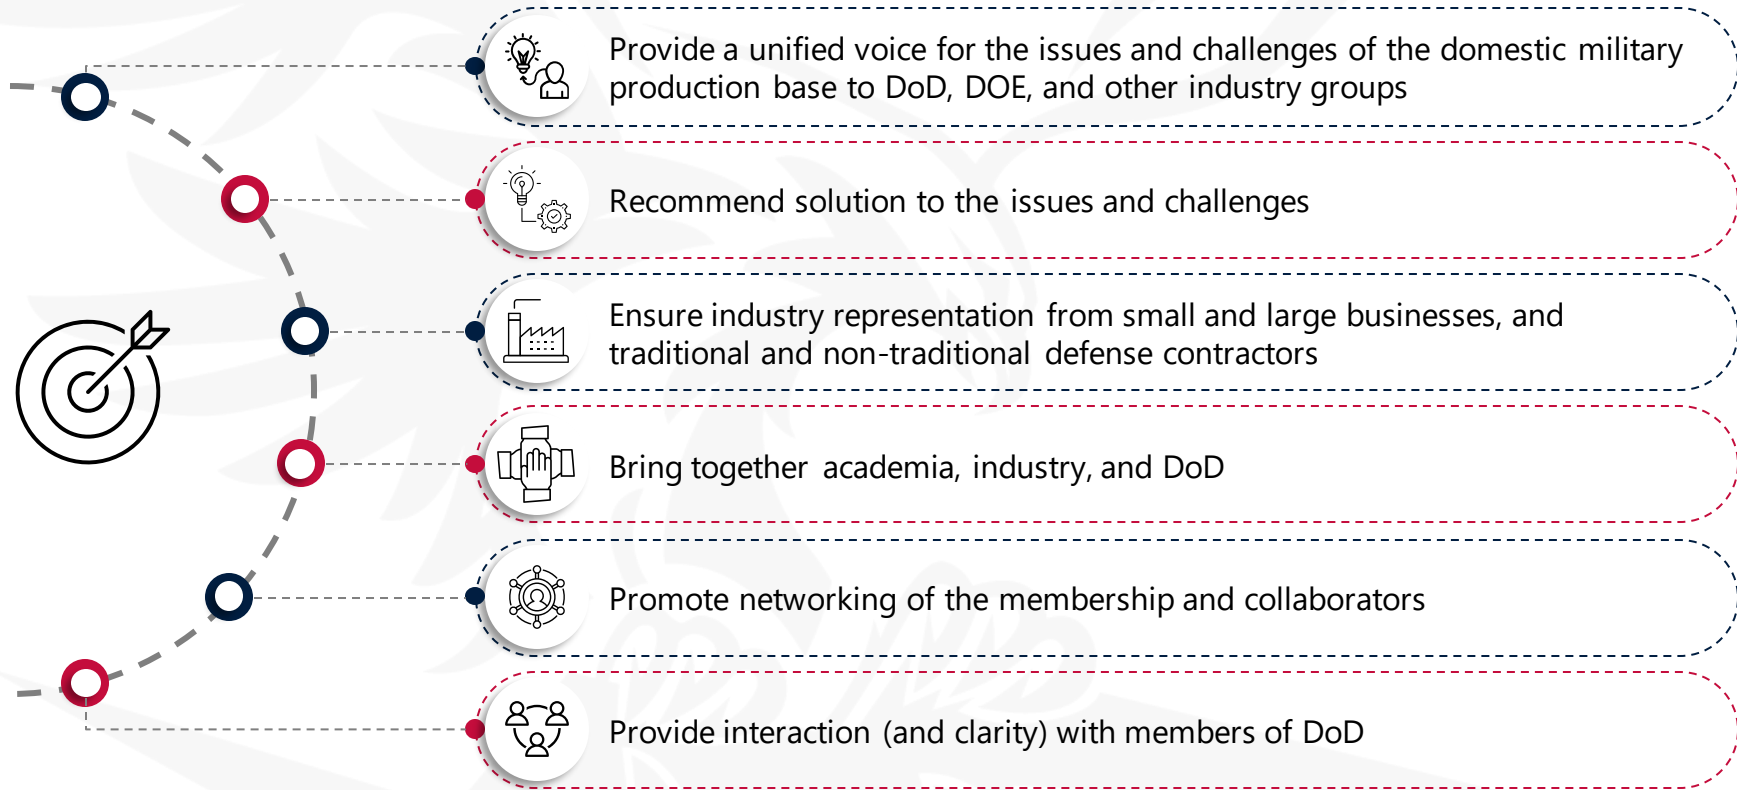 Provide a unified voice for the issues and challenges of the domestic military
production base to DoD, DOE, and other industry groups
Recommend solution to the issues and challenges
Ensure industry representation from small and large businesses, and
traditional and non-traditional defense contractors
Bring together academia, industry, and DoD
Promote networking of the membership and collaborators
Provide interaction (and clarity) with members of DoD